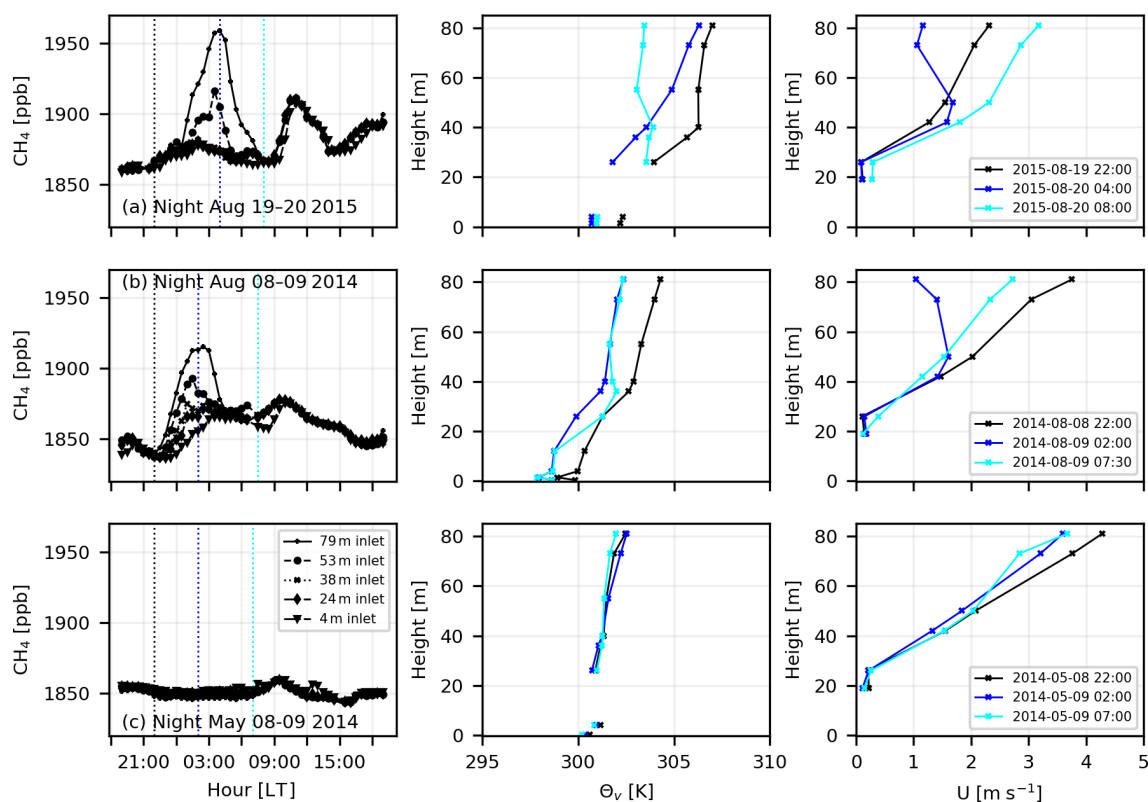 1950
1900
1850
CH4 [ppb]
(a) Night Aug 19–20 2015
80
60
40
20
0
Height [m]
80
60
40
20
0
Height [m]
2015-08-19 22:00
2015-08-20 04:00
2015-08-20 08:00
1950
1900
1850
CH4 [ppb]
(b) Night Aug 08–09 2014
80
60
40
20
0
Height [m]
80
60
40
20
0
Height [m]
2014-08-08 22:00
2014-08-09 02:00
2014-08-09 07:30
1950
1900
1850
CH4 [ppb]
79 m inlet
53 m inlet
38 m inlet
24 m inlet
4 m inlet
(c) Night May 08–09 2014
21:00 03:00 09:00 15:00
Hour [LT]
80
60
40
20
0
Height [m]
295 300 305 310
Θv [K]
80
60
40
20
0
Height [m]
2014-05-08 22:00
2014-05-09 02:00
2014-05-09 07:00
0 1 2 3 4 5
U [m s−1]